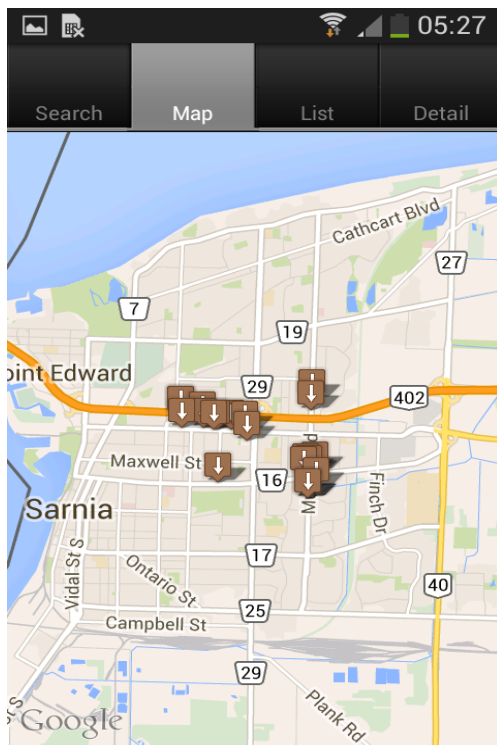 05:27
Search
Map
List
Detail
Cathcart Blvd
27
7
19
oint Edward
29
402
Maxwell St
16
Finch Dr
Sarnia
17
Vidal St S
Ontario St
40
25
Campbell St
29
Plank Rd
Google